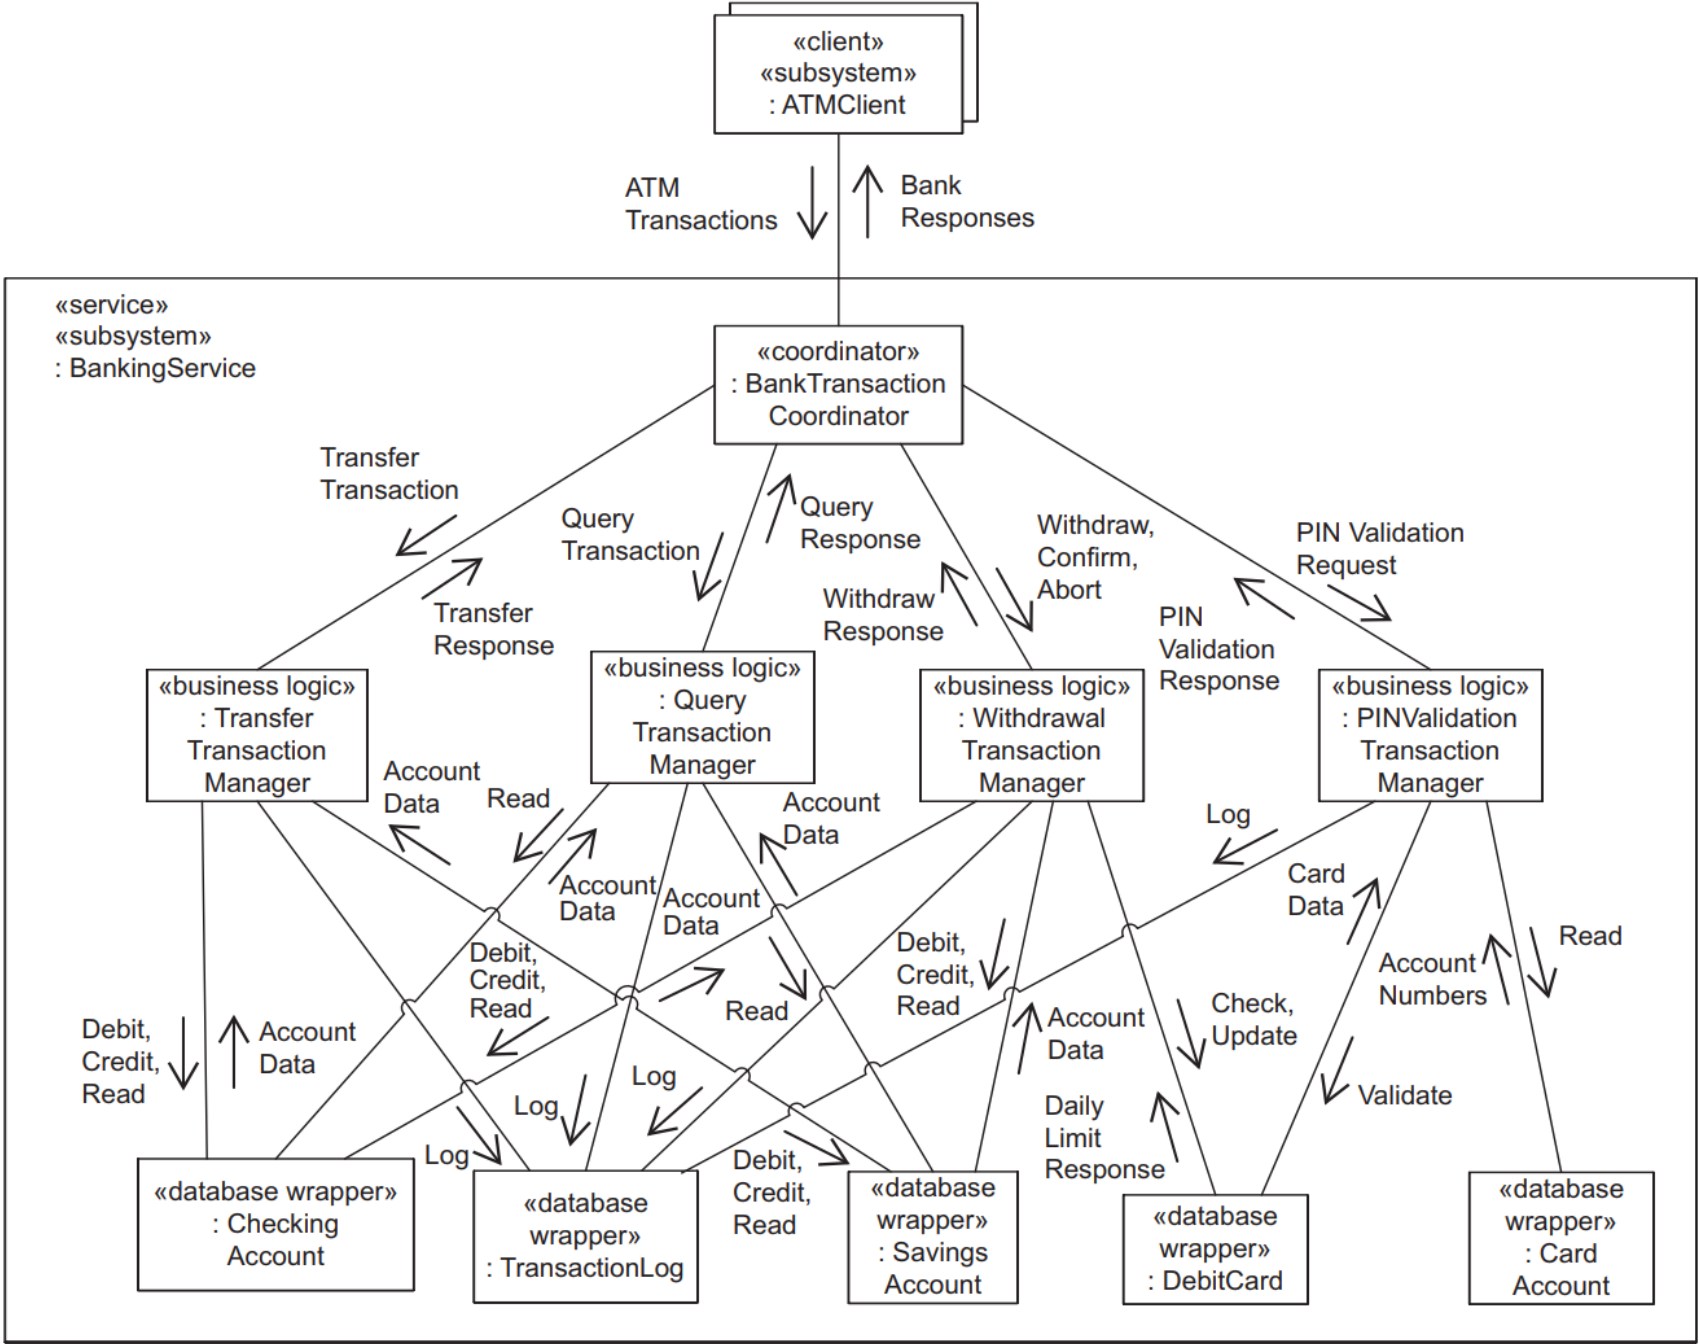 «client»
«subsystem»
: ATMClient
ATM
Transactions
Bank
Responses
«service»
«subsystem»
: BankingService
«coordinator»
: BankTransaction
Coordinator
Transfer
Transaction
Transfer
Response
Query
Transaction
Query
Response
Withdraw
Response
Withdraw,
Confirm,
Abort
PIN Validation
Request
PIN
Validation
Response
«business logic»
: Transfer
Transaction
Manager
«business logic»
: Query
Transaction
Manager
«business logic»
: Withdrawal
Transaction
Manager
«business logic»
: PINValidation
Transaction
Manager
Account
Data
Read
Account
Data
Account
Data
Account
Data
Log
Card
Data
Debit,
Credit,
Read
Read
Debit,
Credit,
Read
Account
Numbers
Read
Debit,
Credit,
Read
Account
Data
Account
Data
Check,
Update
Log
Log
Log
Daily
Limit
Response
Validate
Debit,
Credit,
Read
«database wrapper»
: Checking
Account
«database
wrapper»
: TransactionLog
«database
wrapper»
: Savings
Account
«database
wrapper»
: DebitCard
«database
wrapper»
: Card
Account